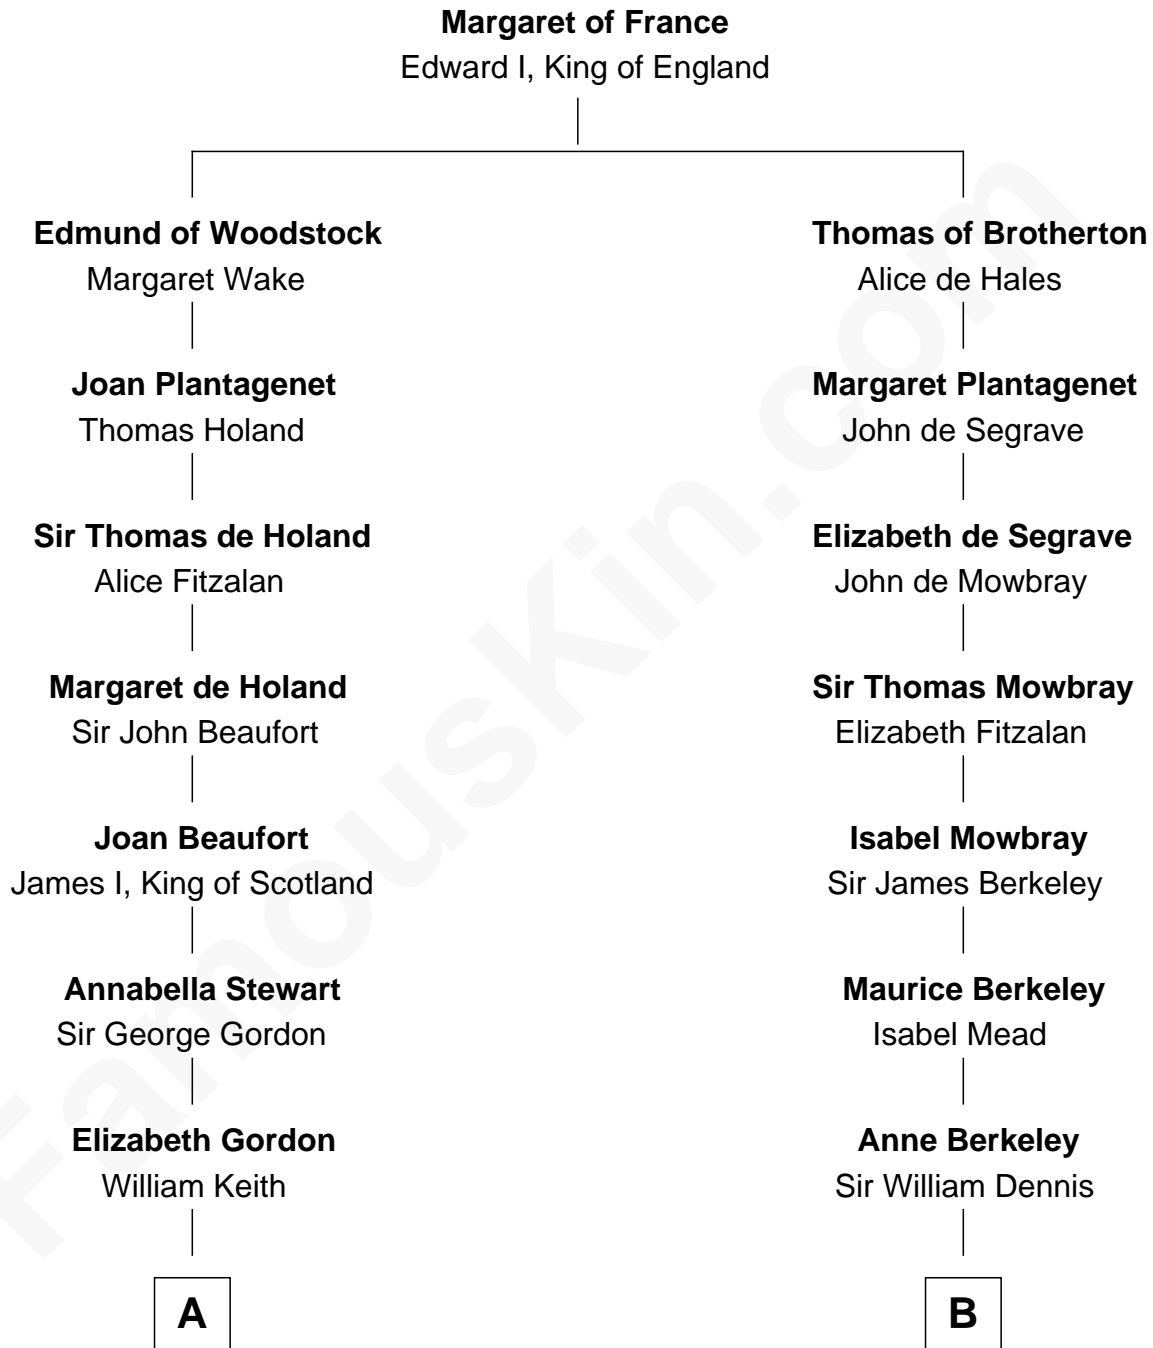 Margaret of France
Edward I, King of England
Edmund of Woodstock
Margaret Wake
Thomas of Brotherton
Alice de Hales
Joan Plantagenet
Thomas Holand
Margaret Plantagenet
John de Segrave
Sir Thomas de Holand
Alice Fitzalan
Elizabeth de Segrave
John de Mowbray
Margaret de Holand
Sir John Beaufort
Sir Thomas Mowbray
Elizabeth Fitzalan
Joan Beaufort
James I, King of Scotland
Isabel Mowbray
Sir James Berkeley
Annabella Stewart
Sir George Gordon
Maurice Berkeley
Isabel Mead
Elizabeth Gordon
William Keith
Anne Berkeley
Sir William Dennis
A
B
FamousKin.com